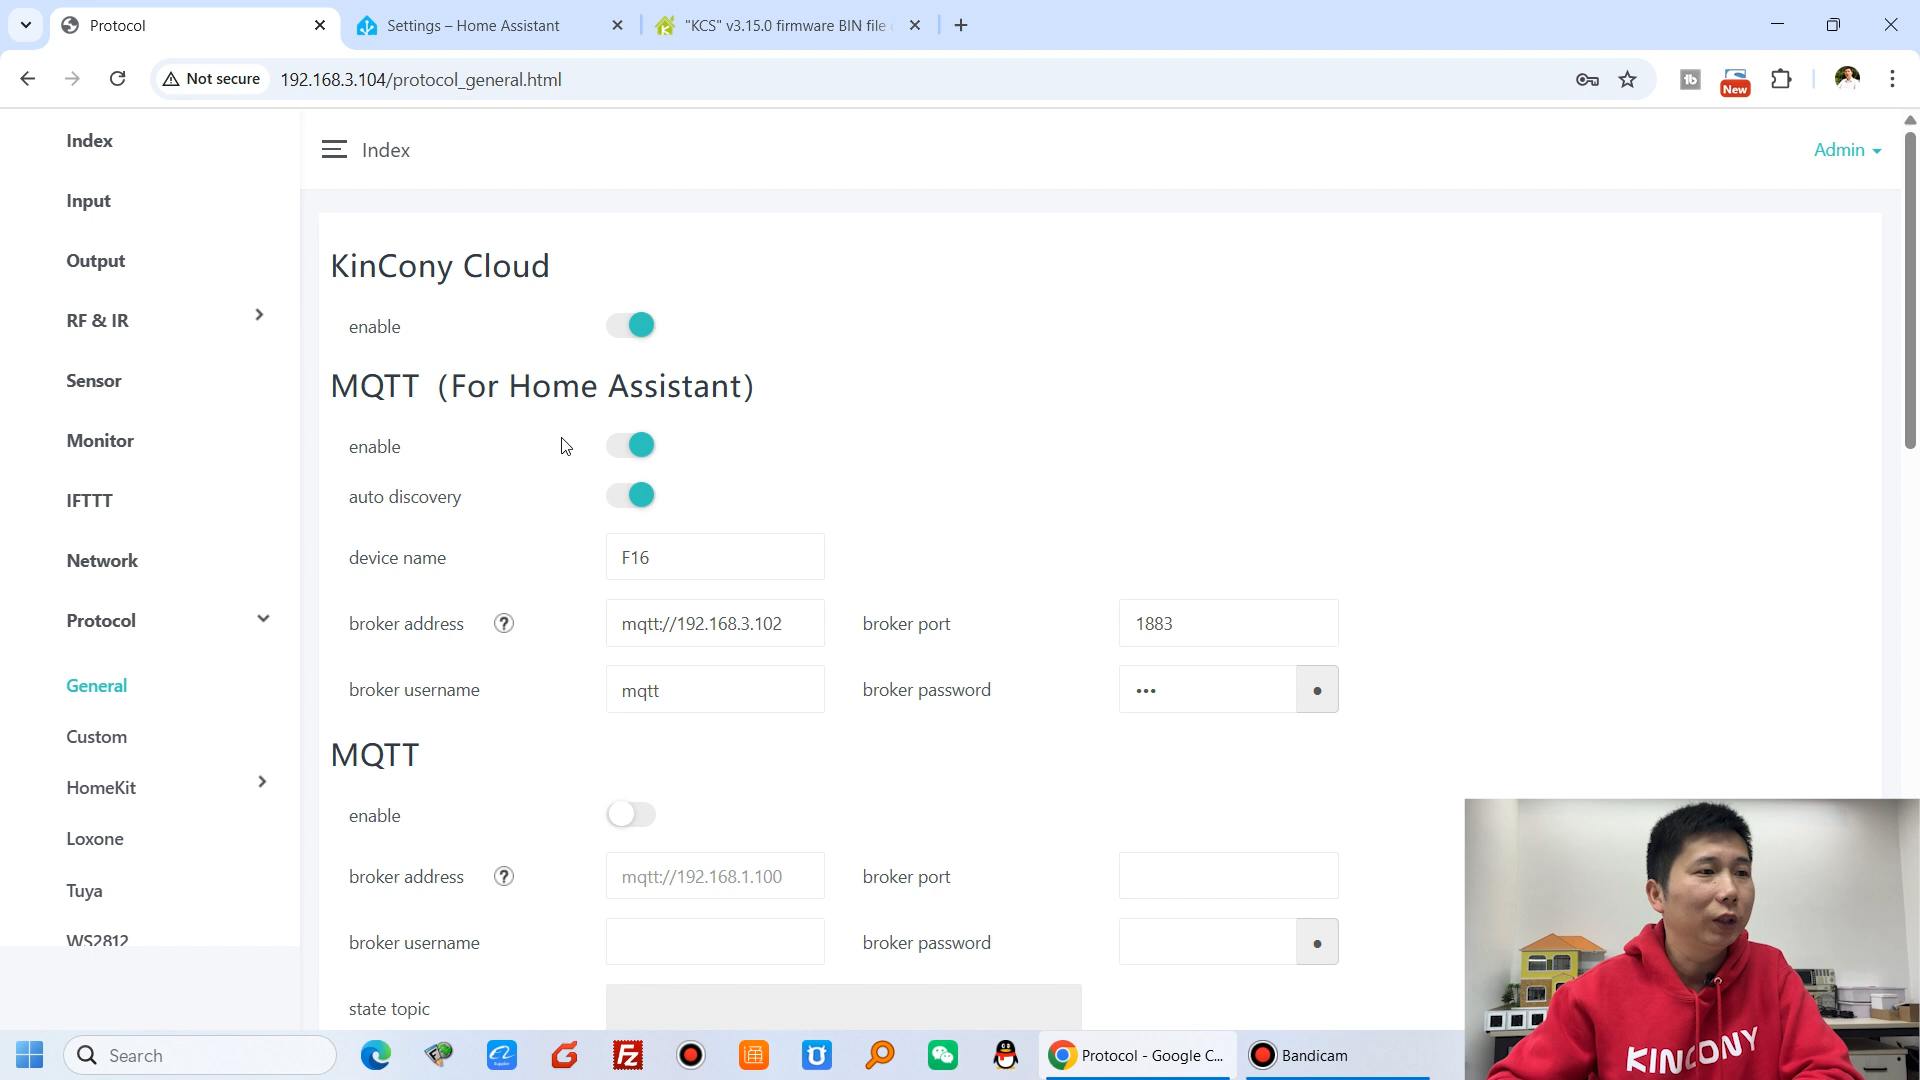 Protocol
Settings – Home Assistant
"KCS" v3.15.0 firmware BIN file
Not secure
192.168.3.104/protocol_general.html
New
Index
Input
Output
RF & IR
Sensor
Monitor
IFTTT
Network
Protocol
General
Custom
HomeKit
Loxone
Tuya
WS2812
Index
Admin
KinCony Cloud
enable
MQTT（For Home Assistant）
enable
auto discovery
device name
F16
broker address ?
mqtt://192.168.3.102
broker port
1883
broker username
mqtt
broker password
•••
MQTT
enable
broker address ?
mqtt://192.168.1.100
broker port
broker username
broker password
state topic
KINCONY
Search
Protocol - Google C...
Bandicam